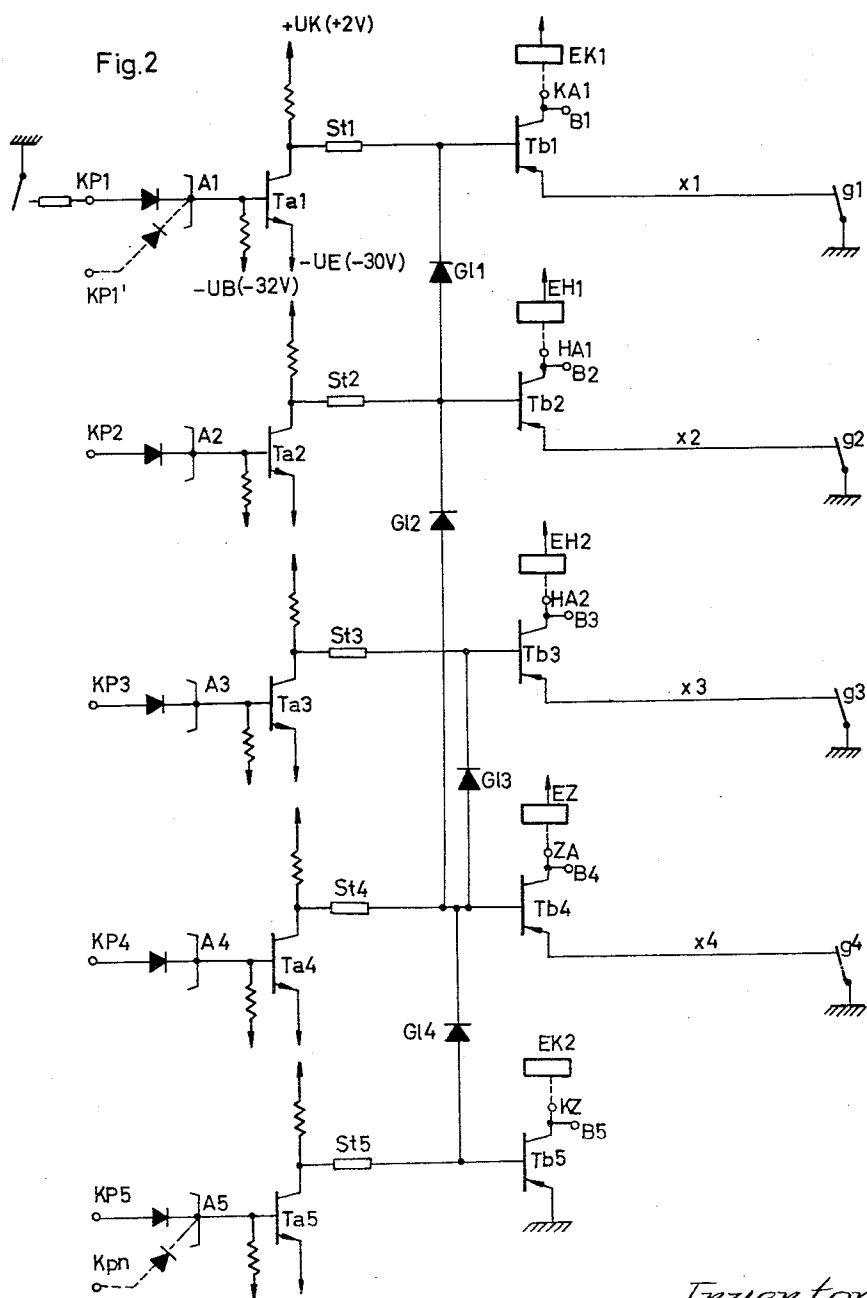 Fig.2
+UK (+2V)
EK1
KA1
B1
St1
Tb1
KP1
A1
Ta1
x1
g1
KP1'
-UB(-32V)
-UE(-30V)
Gl1
EH1
HA1
B2
St2
Tb2
KP2
A2
Ta2
x2
g2
Gl2
EH2
HA2
B3
St3
Tb3
KP3
A3
Ta3
x3
g3
Gl3
EZ
ZA
B4
St4
Tb4
KP4
A4
Ta4
x4
g4
Gl4
EK2
KZ
B5
St5
Tb5
KP5
A5
Ta5
Kpn
Inventor